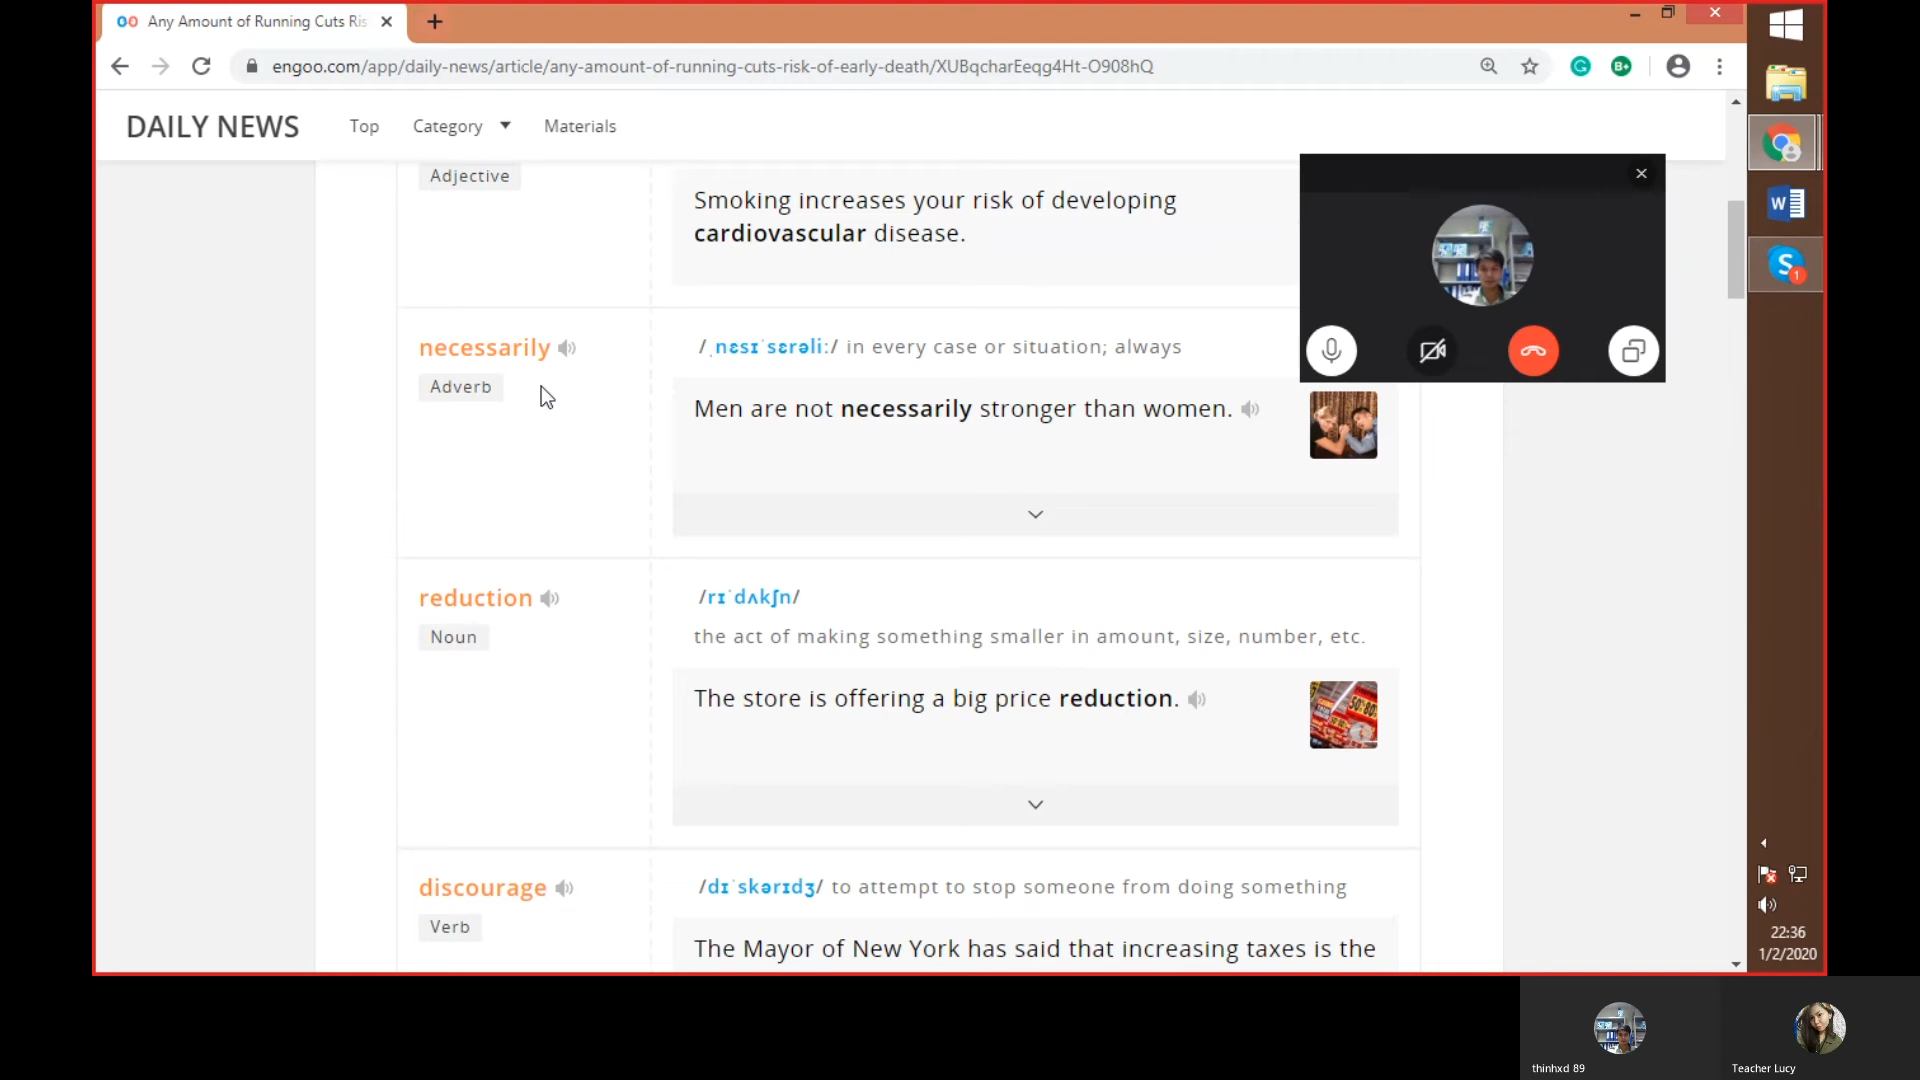 Any Amount of Running Cuts Ris
engoo.com/app/daily-news/article/any-amount-of-running-cuts-risk-of-early-death/XUBqcharEeqg4Ht-O908hQ
DAILY NEWS
Top
Category
Materials
Adjective
Smoking increases your risk of developing
cardiovascular disease.
necessarily
Adverb
/ˌnɛsɪˈsɛrəliː/ in every case or situation; always
Men are not necessarily stronger than women.
reduction
Noun
/rɪˈdʌkʃn/
the act of making something smaller in amount, size, number, etc.
The store is offering a big price reduction.
discourage
Verb
/dɪˈskərɪdʒ/ to attempt to stop someone from doing something
The Mayor of New York has said that increasing taxes is the
22:36
1/2/2020
thinhxd 89
Teacher Lucy